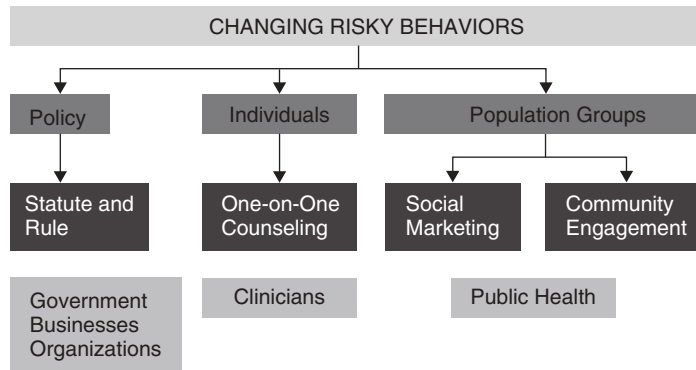 CHANGING RISKY BEHAVIORS
Policy
Individuals
Population Groups
Statute and
Rule
One-on-One
Counseling
Social
Marketing
Community
Engagement
Government
Businesses
Organizations
Clinicians
Public Health